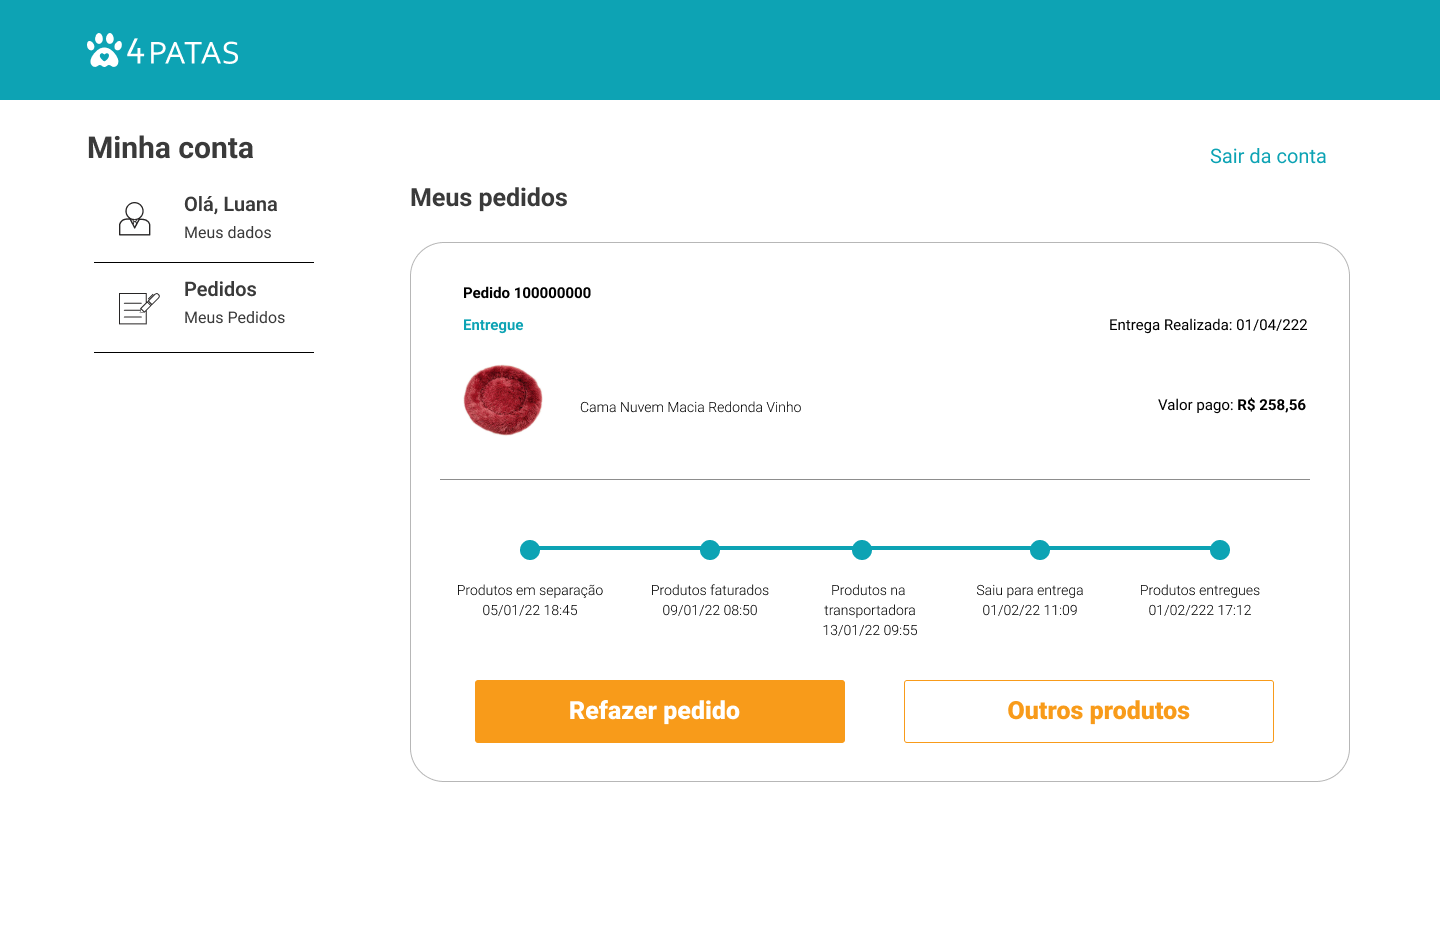 4 PATAS
Minha conta
Sair da conta
Olá, Luana
Meus dados
Pedidos
Meus Pedidos
Meus pedidos
Pedido 100000000
Entregue
Entrega Realizada: 01/04/222
Cama Nuvem Macia Redonda Vinho
Valor pago: R$ 258,56
Produtos em separação
05/01/22 18:45
Produtos faturados
09/01/22 08:50
Produtos na
transportadora
13/01/22 09:55
Saiu para entrega
01/02/22 11:09
Produtos entregues
01/02/222 17:12
Refazer pedido
Outros produtos